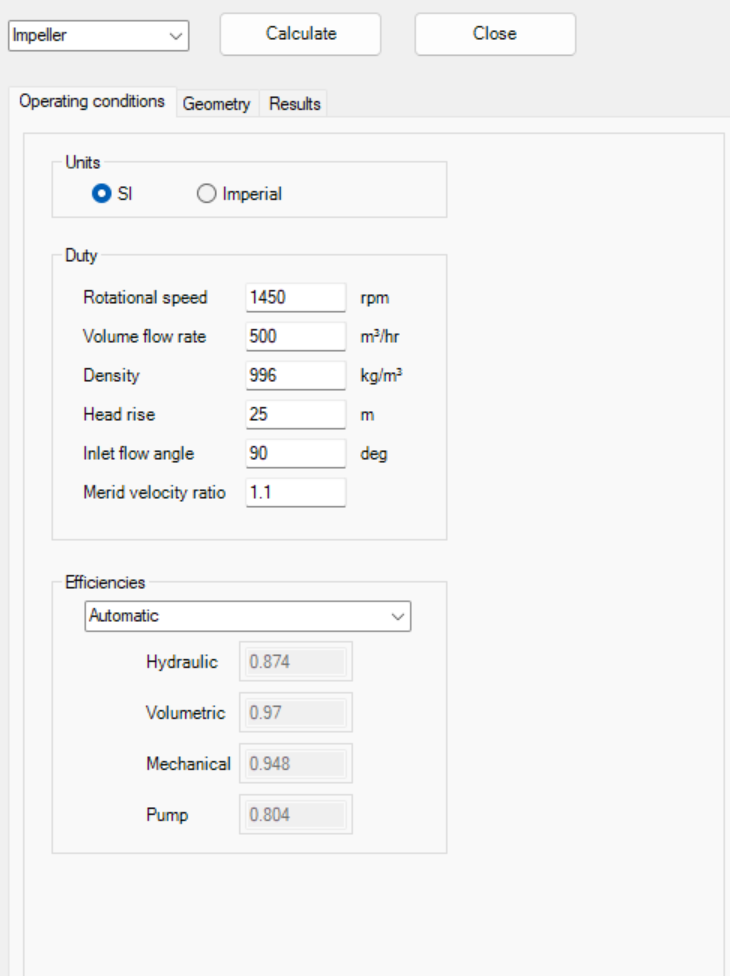 Impeller Calculate Close
Operating conditions Geometry Results
Units
SI Imperial
Duty
Rotational speed 1450 rpm
Volume flow rate 500 m³/hr
Density 996 kg/m³
Head rise 25 m
Inlet flow angle 90 deg
Merid velocity ratio 1.1
Efficiencies
Automatic
Hydraulic 0.874
Volumetric 0.97
Mechanical 0.948
Pump 0.804